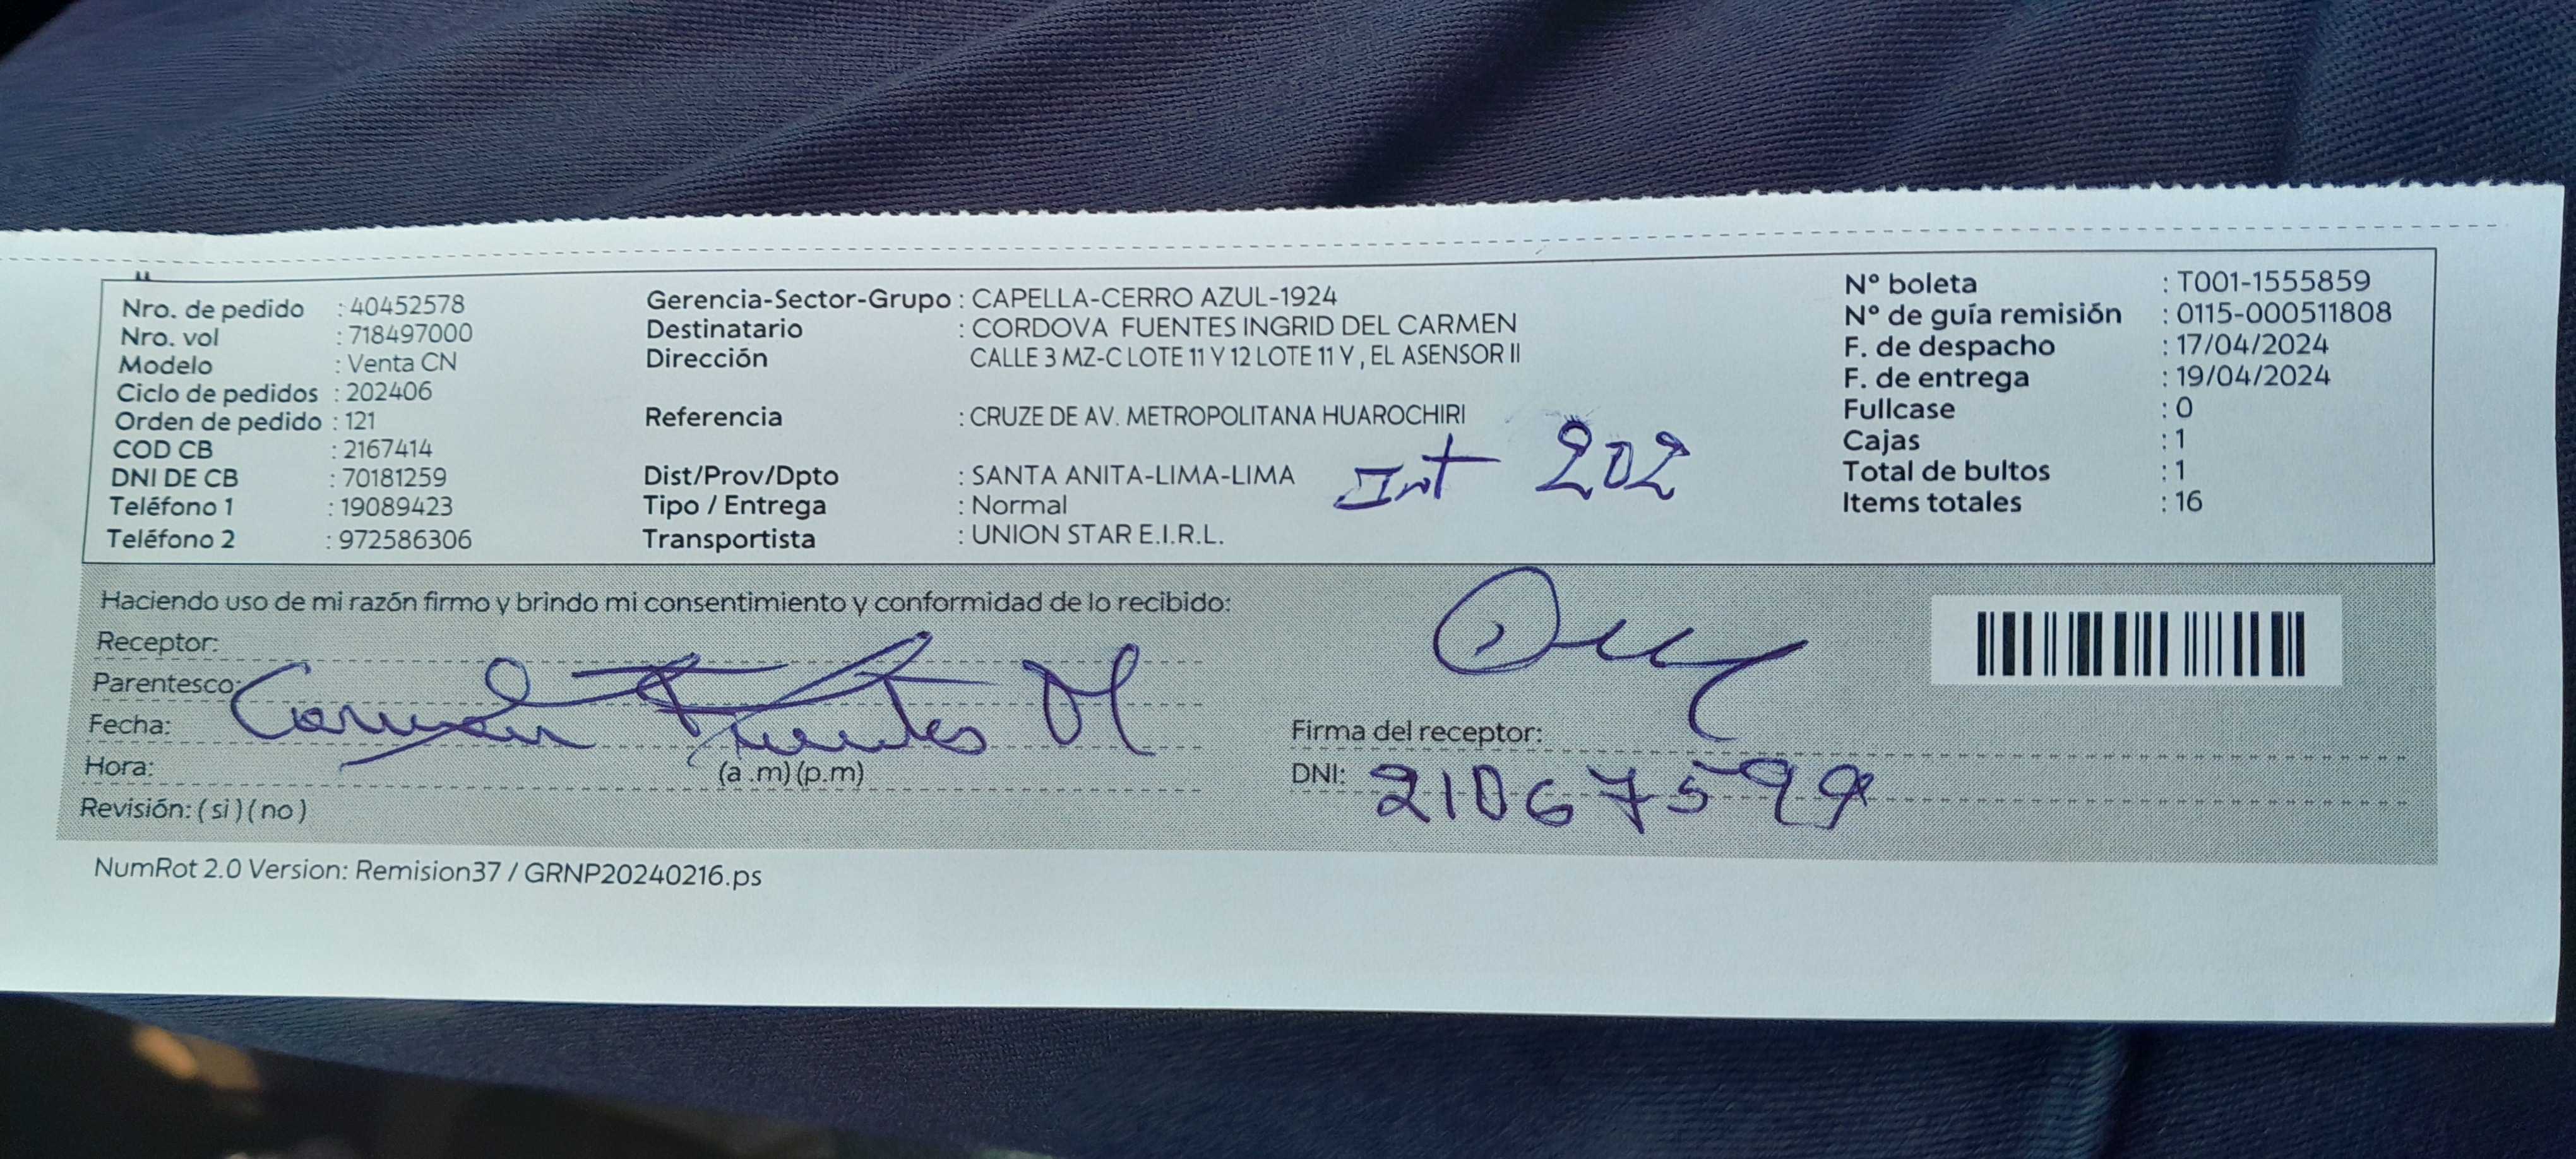 Nro. de pedido : 40452578
Nro. vol : 718497000
Modelo : Venta CN
Ciclo de pedidos : 202406
Orden de pedido : 121
COD CB : 2167414
DNI DE CB : 70181259
Teléfono 1 : 19089423
Teléfono 2 : 972586306
Gerencia-Sector-Grupo : CAPELLA-CERRO AZUL-1924
Destinatario : CORDOVA FUENTES INGRID DEL CARMEN
Dirección CALLE 3 MZ-C LOTE 11 Y 12 LOTE 11 Y , EL ASENSOR II
Referencia : CRUZE DE AV. METROPOLITANA HUAROCHIRI
Int 202
Dist/Prov/Dpto : SANTA ANITA-LIMA-LIMA
Tipo / Entrega : Normal
Transportista : UNION STAR E.I.R.L.
Nº boleta : T001-1555859
Nº de guía remisión : 0115-000511808
F. de despacho : 17/04/2024
F. de entrega : 19/04/2024
Fullcase : 0
Cajas : 1
Total de bultos : 1
Items totales : 16
Haciendo uso de mi razón firmo y brindo mi consentimiento y conformidad de lo recibido:
Receptor:
Parentesco:
Carmen Fuentes M
Fecha:
Hora: (a .m) (p.m)
Revisión: ( si ) ( no )
Firma del receptor:
DNI: 21067599
NumRot 2.0 Version: Remision37 / GRNP20240216.ps